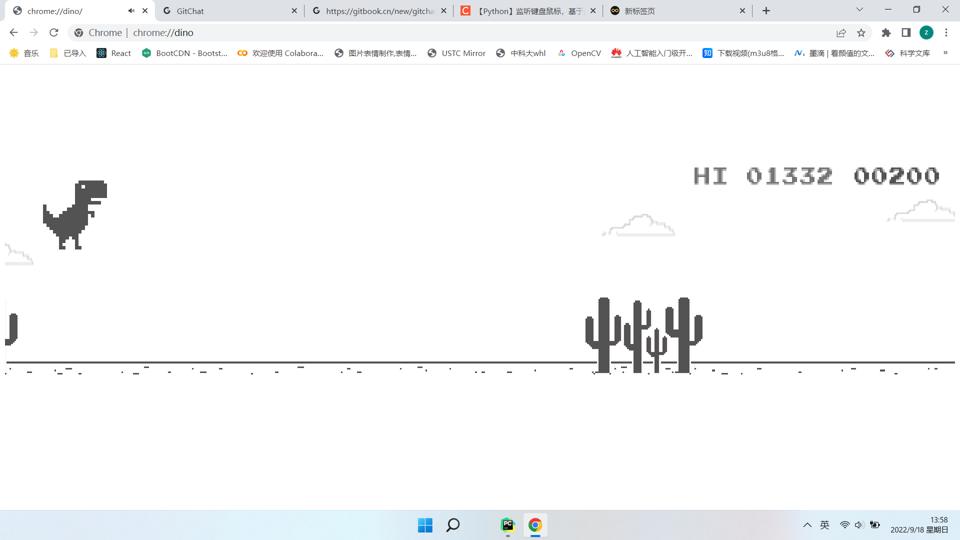 chrome://dino/
GitChat
https://gitbook.cn/new/gitcha
【Python】监听键盘鼠标，基于
新标签页
Chrome | chrome://dino
z
音乐
已导入
React
BootCDN - Bootst...
欢迎使用 Colabora...
图片表情制作,表情...
USTC Mirror
中科大whl
OpenCV
人工智能入门级开...
知
下载视频(m3u8格...
墨滴 | 看颜值的文...
科学文库
»
HI 01332 00200
PC
英
13:58
2022/9/18 星期日